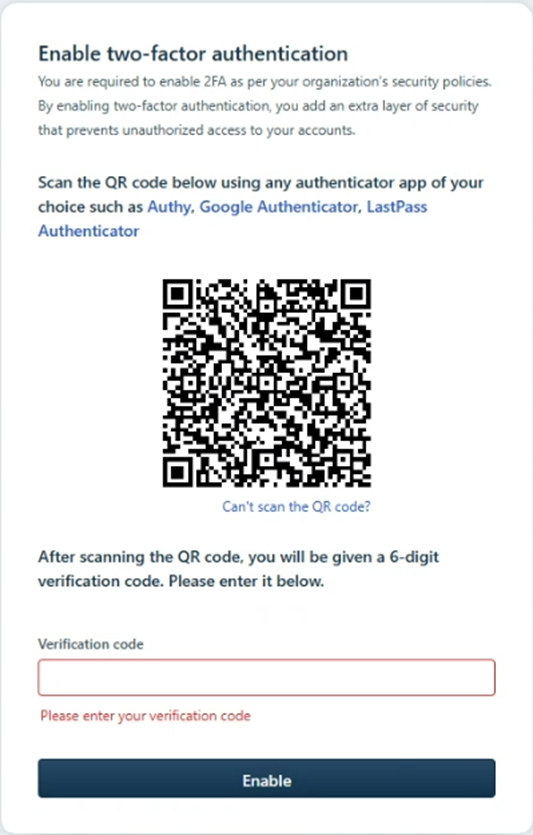 Enable two-factor authentication
You are required to enable 2FA as per your organization's security policies.
By enabling two-factor authentication, you add an extra layer of security
that prevents unauthorized access to your accounts.
Scan the QR code below using any authenticator app of your
choice such as Authy, Google Authenticator, LastPass
Authenticator
Can't scan the QR code?
After scanning the QR code, you will be given a 6-digit
verification code. Please enter it below.
Verification code
Please enter your verification code
Enable